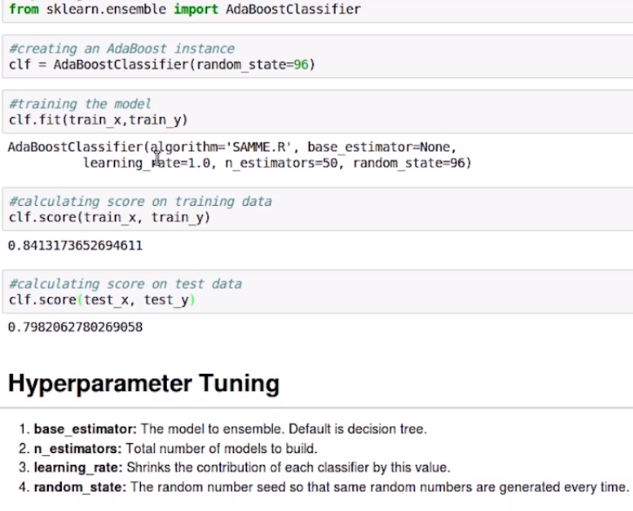 from sklearn.ensemble import AdaBoostClassifier
#creating an AdaBoost instance
clf = AdaBoostClassifier(random_state=96)
#training the model
clf.fit(train_x,train_y)
AdaBoostClassifier(algorithm='SAMME.R', base_estimator=None,
learning_rate=1.0, n_estimators=50, random_state=96)
#calculating score on training data
clf.score(train_x, train_y)
0.8413173652694611
#calculating score on test data
clf.score(test_x, test_y)
0.7982062780269058
Hyperparameter Tuning
1. base_estimator: The model to ensemble. Default is decision tree.
2. n_estimators: Total number of models to build.
3. learning_rate: Shrinks the contribution of each classifier by this value.
4. random_state: The random number seed so that same random numbers are generated every time.